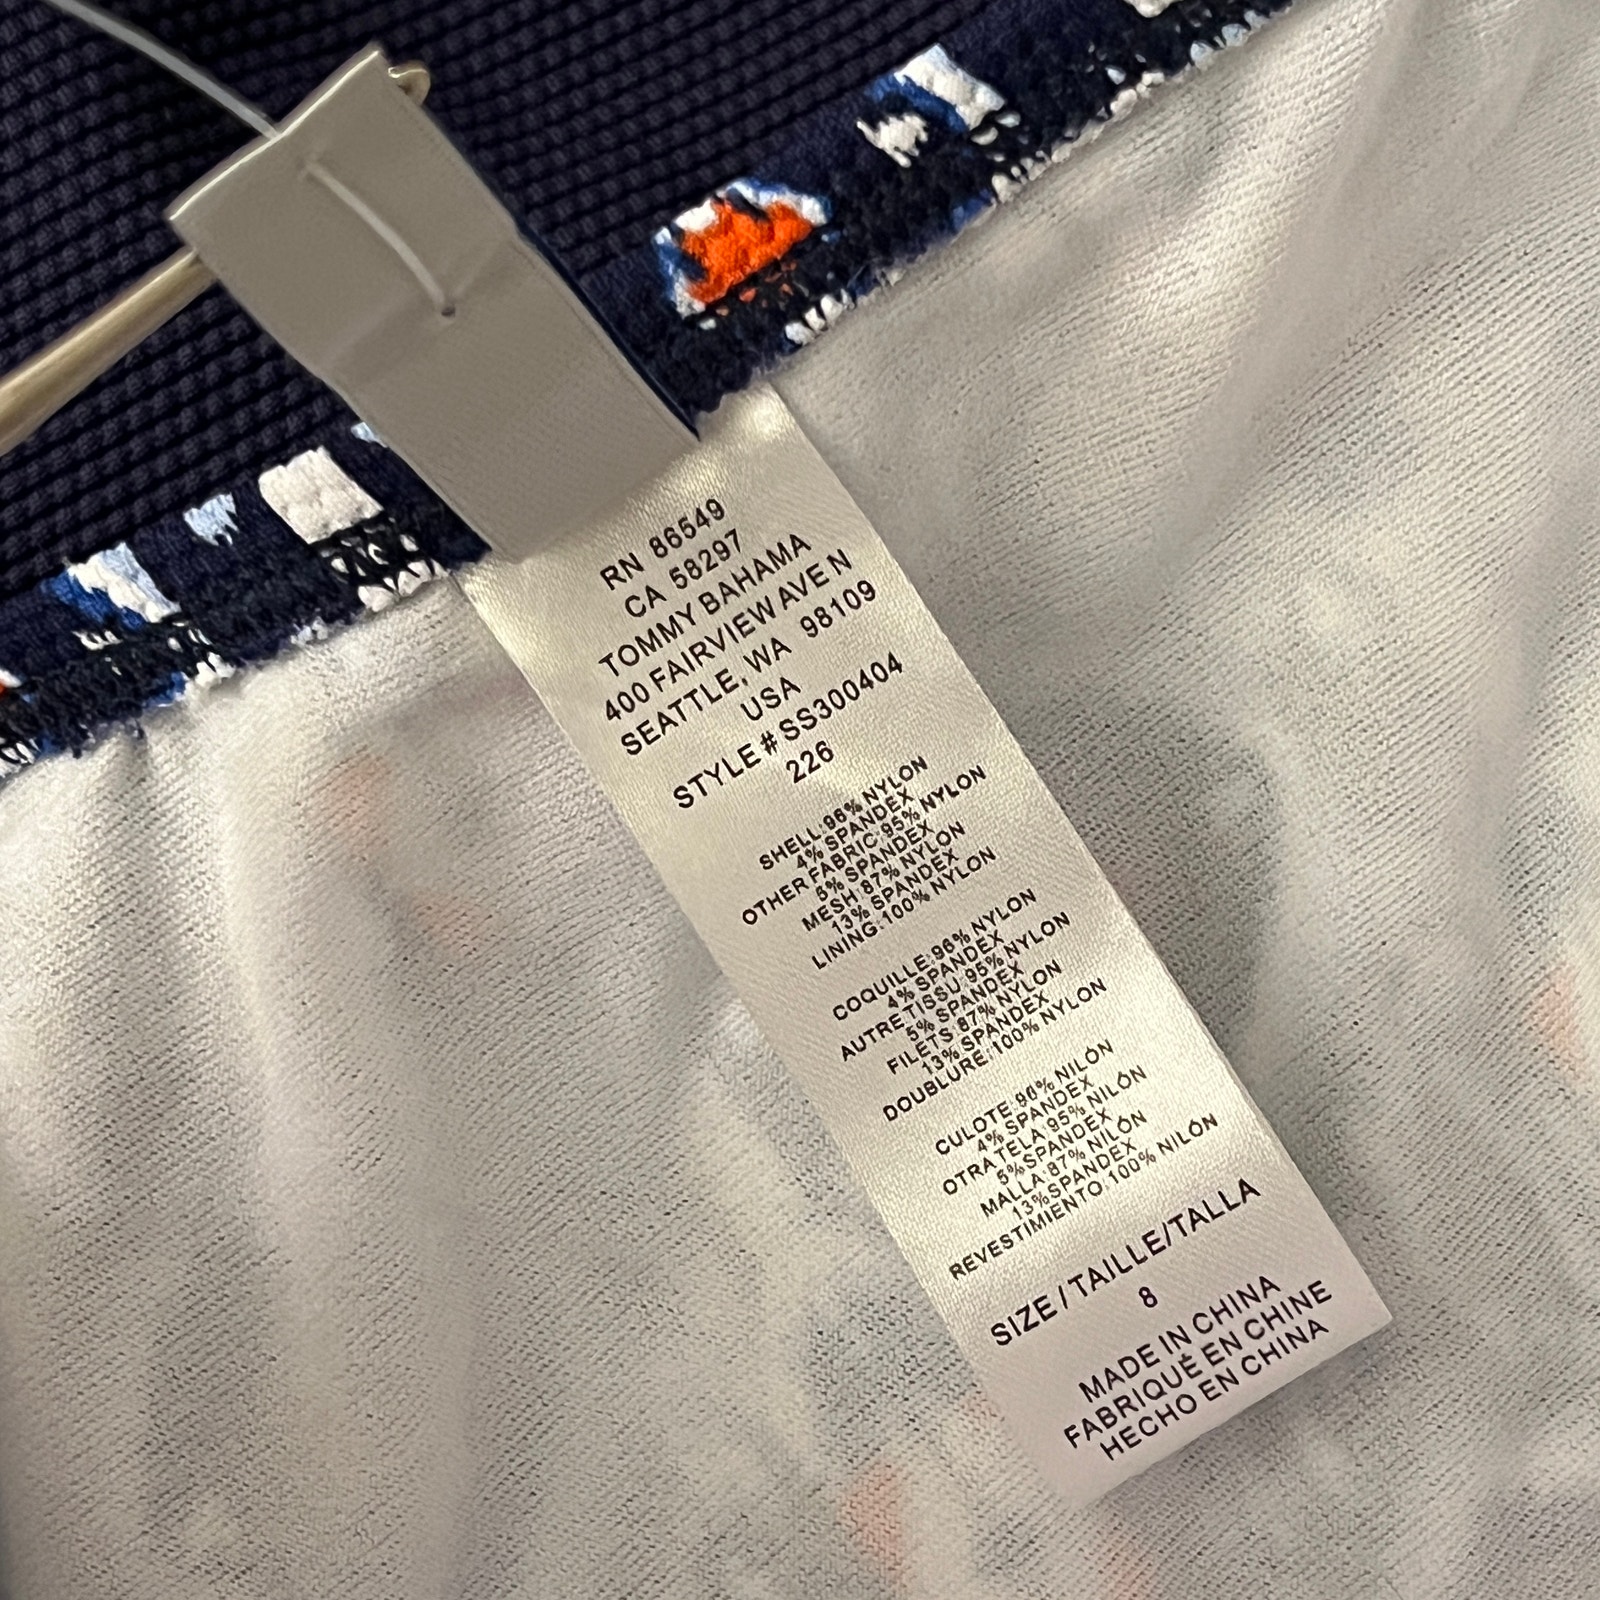 RN 86549
CA 58297
TOMMY BAHAMA
400 FAIRVIEW AVE N
SEATTLE, WA 98109
USA
STYLE # SS300404
226
SHELL:96% NYLON
4% SPANDEX
OTHER FABRIC:95% NYLON
5% SPANDEX
MESH:87% NYLON
13% SPANDEX
LINING:100% NYLON
COQUILLE:96% NYLON
4% SPANDEX
AUTRE TISSU:95% NYLON
5% SPANDEX
FILETS:87% NYLON
13% SPANDEX
DOUBLURE:100% NYLON
CULOTE:96% NILÓN
4% SPANDEX
OTRA TELA:95% NILÓN
5% SPANDEX
MALLA:87% NILÓN
13% SPANDEX
REVESTIMIENTO:100% NILÓN
SIZE / TAILLE/TALLA
8
MADE IN CHINA
FABRIQUÉ EN CHINE
HECHO EN CHINA